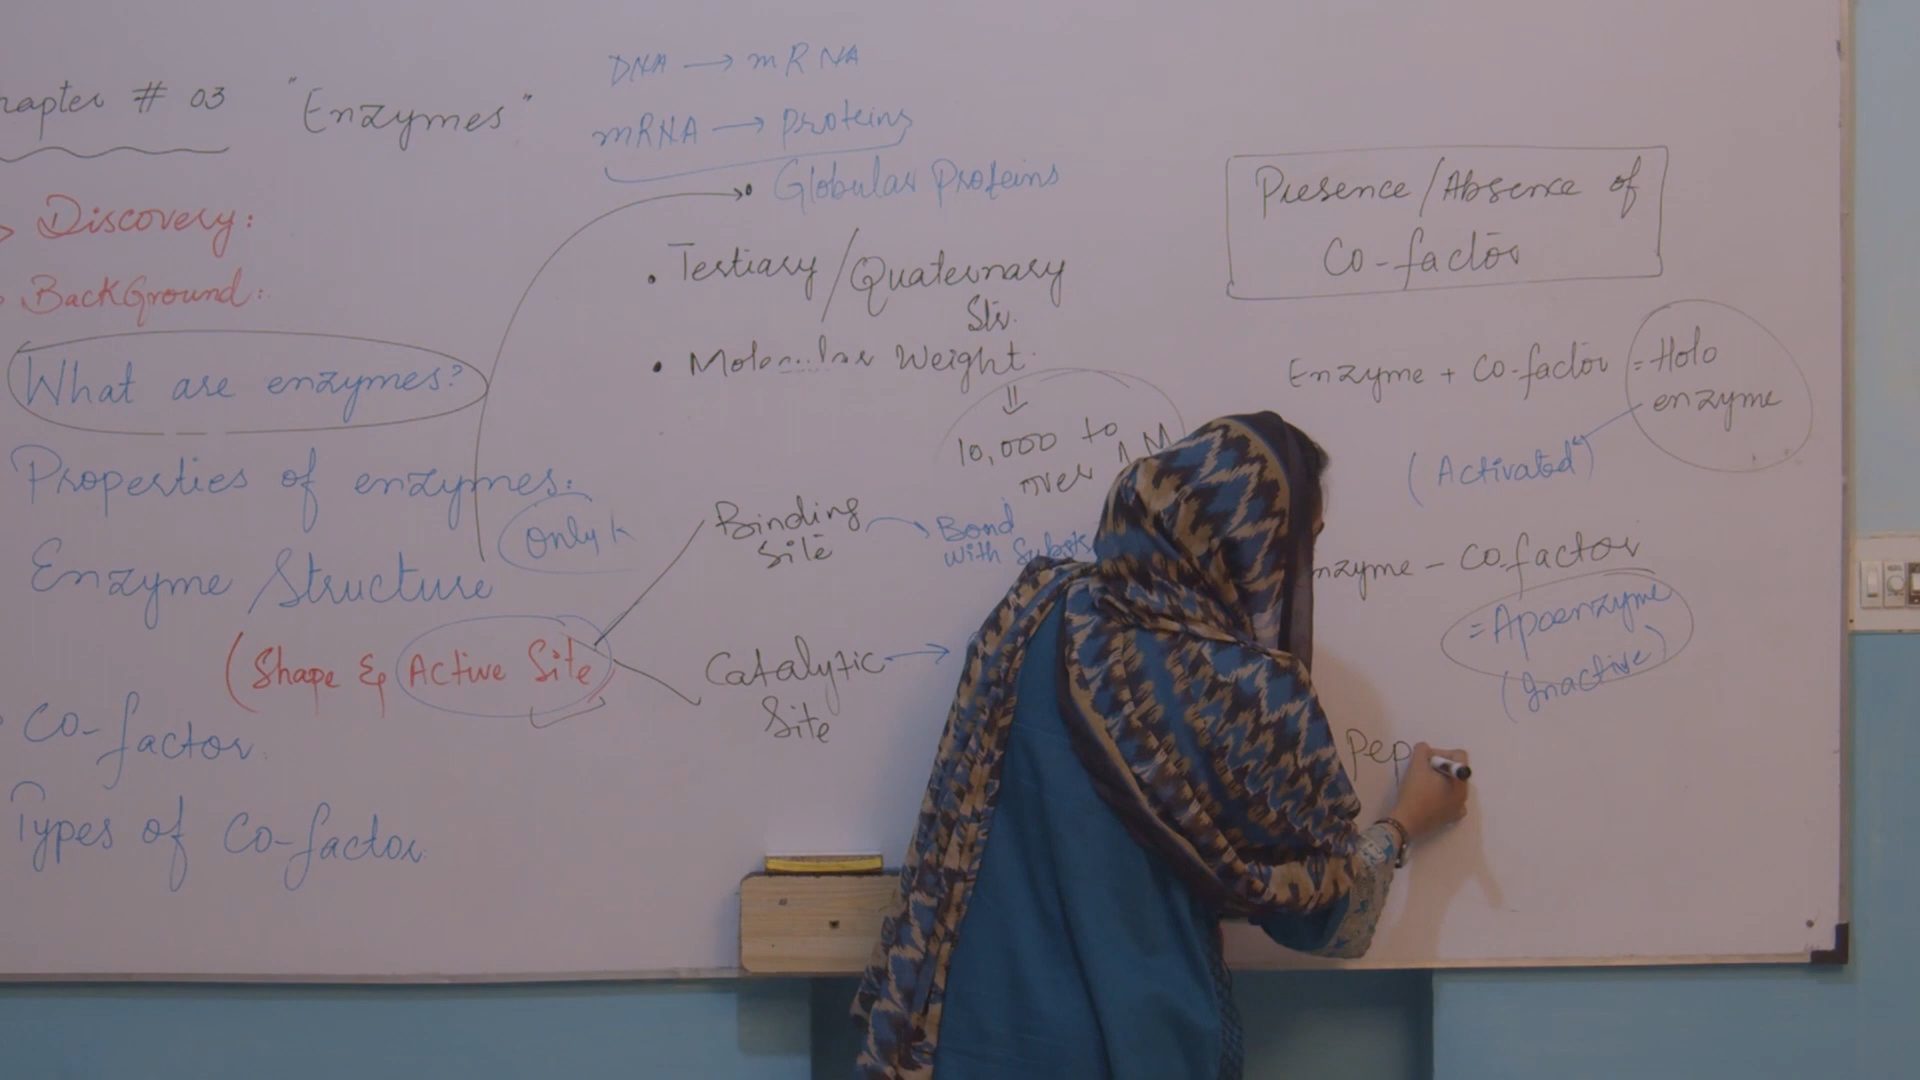 hapter # 03 "Enzymes"
Discovery:
BackGround:
What are enzymes?
Properties of enzymes:
Enzyme Structure
(Shape & Active Site)
Co-factor
Types of Co-factor
DNA → mRNA
mRNA → proteins
• Globular Proteins
• Tertiary/Quaternary
Str.
• Molecular Weight
⇓
10,000 to
over 1 M
Only
Binding
Site
Bond
with Subst
Catalytic →
Site
Presence/Absence of
Co-factor
Enzyme + Co-factor = Holo
enzyme
(Activated)
nzyme - Cofactor
= Apoenzyme
(Inactive)
Pep